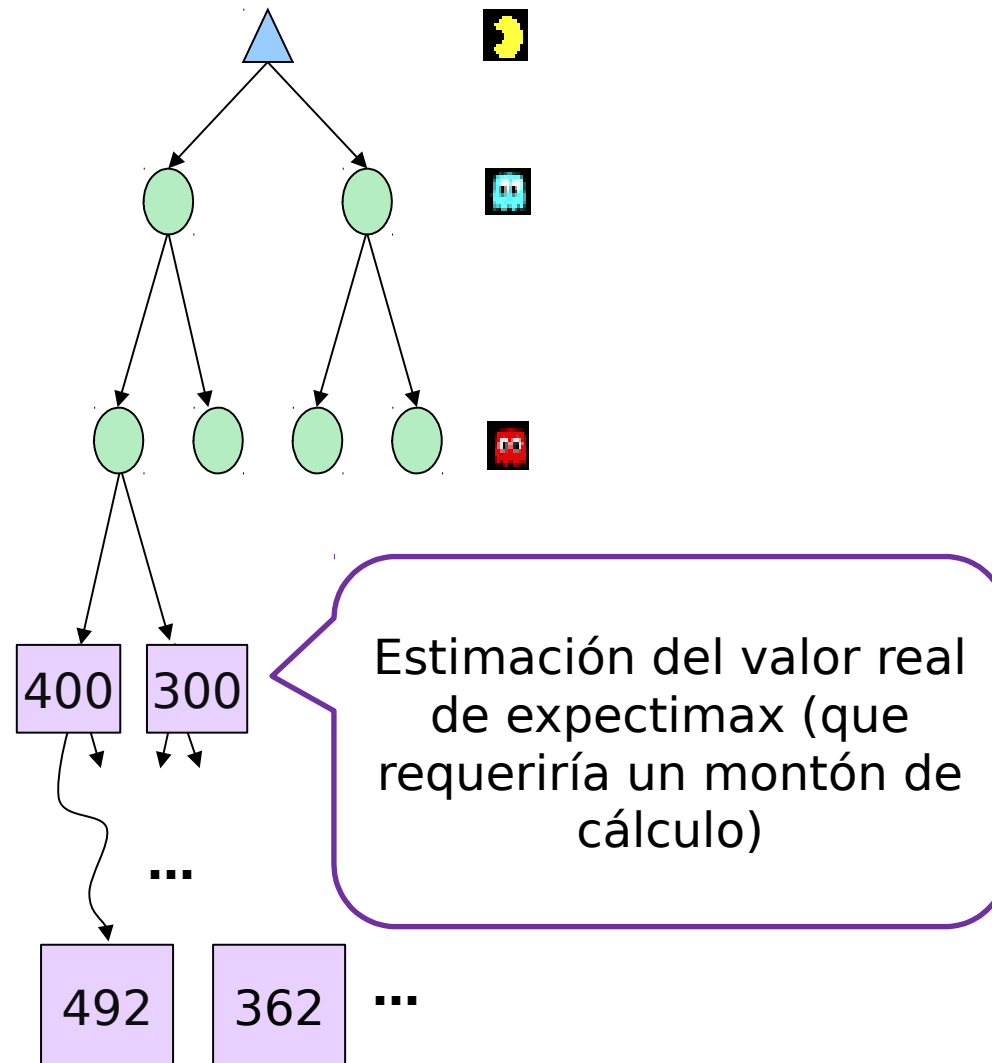 400 300
Estimación del valor real
de expectimax (que
requeriría un montón de
cálculo)
...
492 362 ...